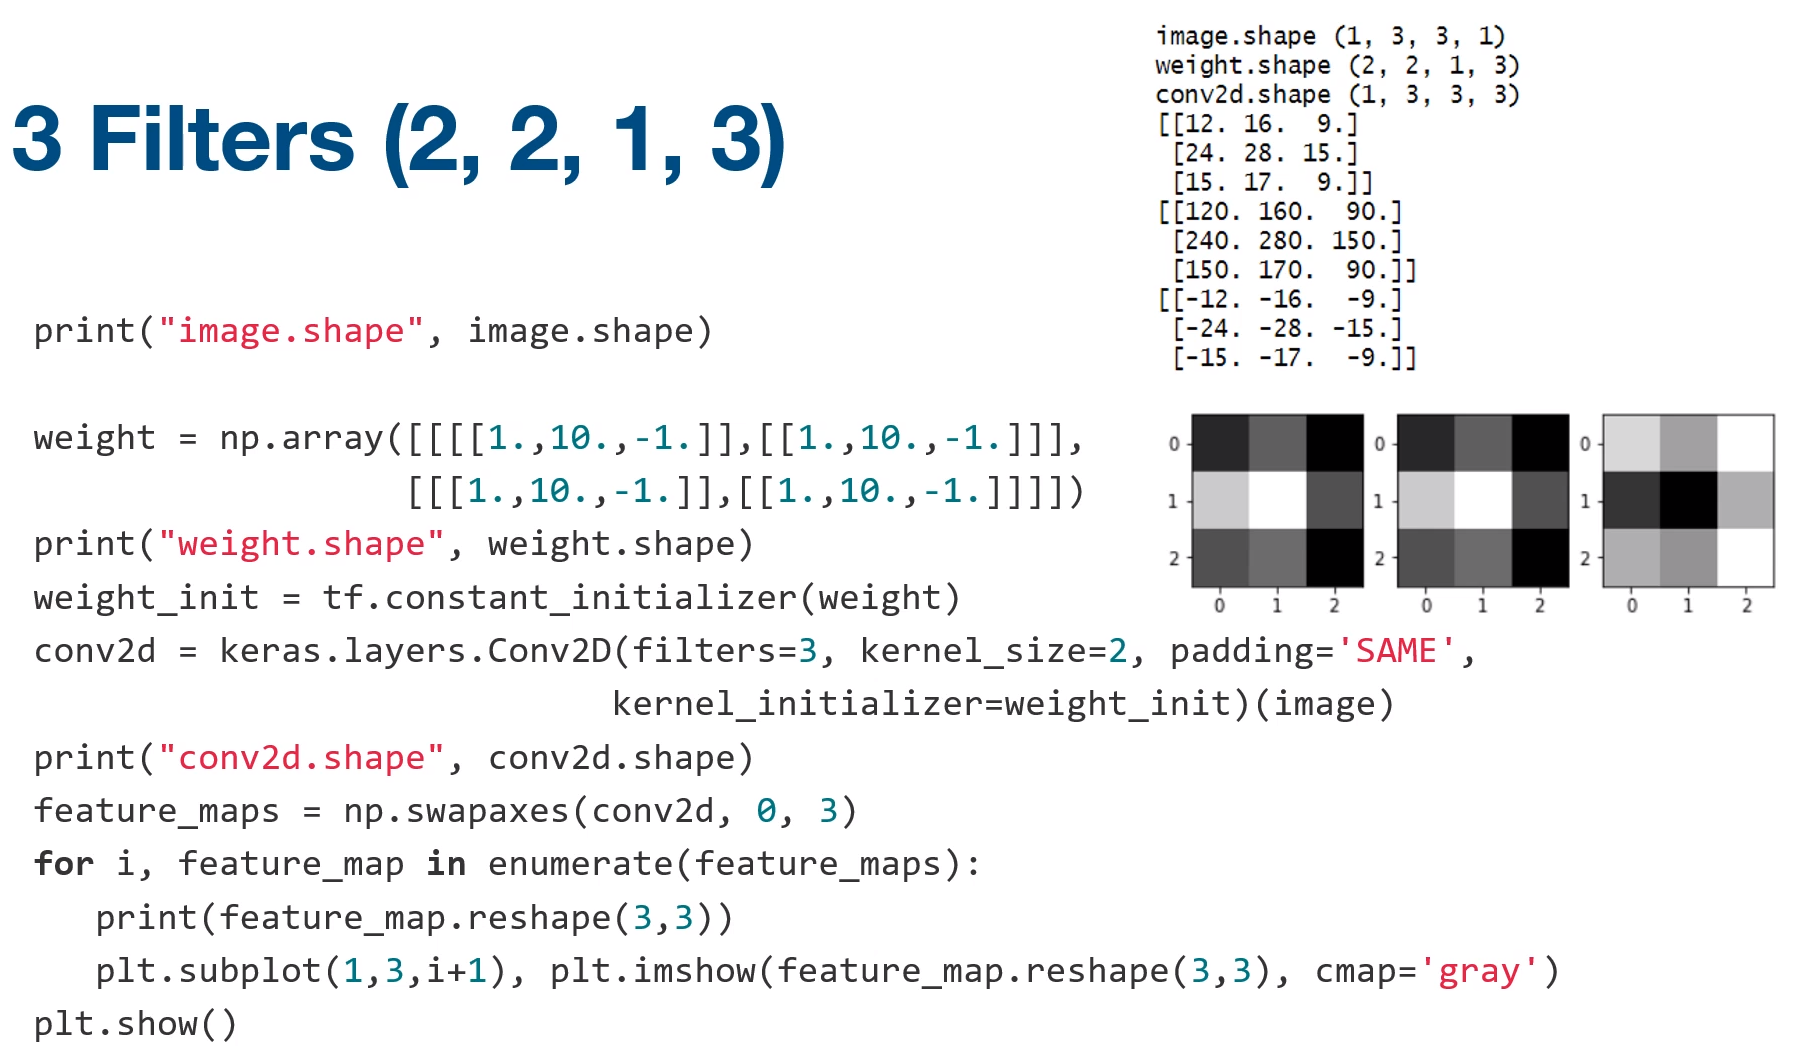 3 Filters (2, 2, 1, 3)
image.shape (1, 3, 3, 1)
weight.shape (2, 2, 1, 3)
conv2d.shape (1, 3, 3, 3)
[[12. 16.  9.]
 [24. 28. 15.]
 [15. 17.  9.]]
[[120. 160.  90.]
 [240. 280. 150.]
 [150. 170.  90.]]
[[-12. -16.  -9.]
 [-24. -28. -15.]
 [-15. -17.  -9.]]
0 0 0
1 1 1
2 2 2
0 1 2 0 1 2 0 1 2
print("image.shape", image.shape)
weight = np.array([[[[1.,10.,-1.]],[[1.,10.,-1.]]],
                  [[[1.,10.,-1.]],[[1.,10.,-1.]]]])
print("weight.shape", weight.shape)
weight_init = tf.constant_initializer(weight)
conv2d = keras.layers.Conv2D(filters=3, kernel_size=2, padding='SAME',
                            kernel_initializer=weight_init)(image)
print("conv2d.shape", conv2d.shape)
feature_maps = np.swapaxes(conv2d, 0, 3)
for i, feature_map in enumerate(feature_maps):
   print(feature_map.reshape(3,3))
   plt.subplot(1,3,i+1), plt.imshow(feature_map.reshape(3,3), cmap='gray')
plt.show()